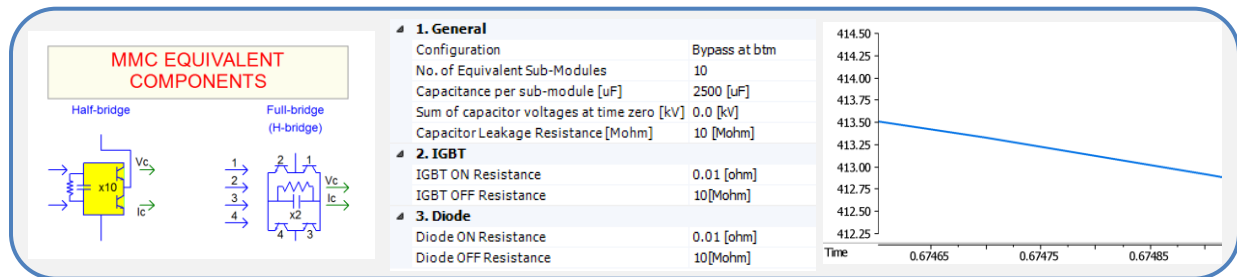 MMC EQUIVALENT
COMPONENTS
Half-bridge
Full-bridge
(H-bridge)
Vc
x10
Ic
1
2
3
4
2
1
Vc
Ic
x2
4
3
1. General
Configuration Bypass at btm
No. of Equivalent Sub-Modules 10
Capacitance per sub-module [uF] 2500 [uF]
Sum of capacitor voltages at time zero [kV] 0.0 [kV]
Capacitor Leakage Resistance [Mohm] 10 [Mohm]
2. IGBT
IGBT ON Resistance 0.01 [ohm]
IGBT OFF Resistance 10[Mohm]
3. Diode
Diode ON Resistance 0.01 [ohm]
Diode OFF Resistance 10[Mohm]
414.50
414.25
414.00
413.75
413.50
413.25
413.00
412.75
412.50
412.25
Time 0.67465 0.67475 0.67485